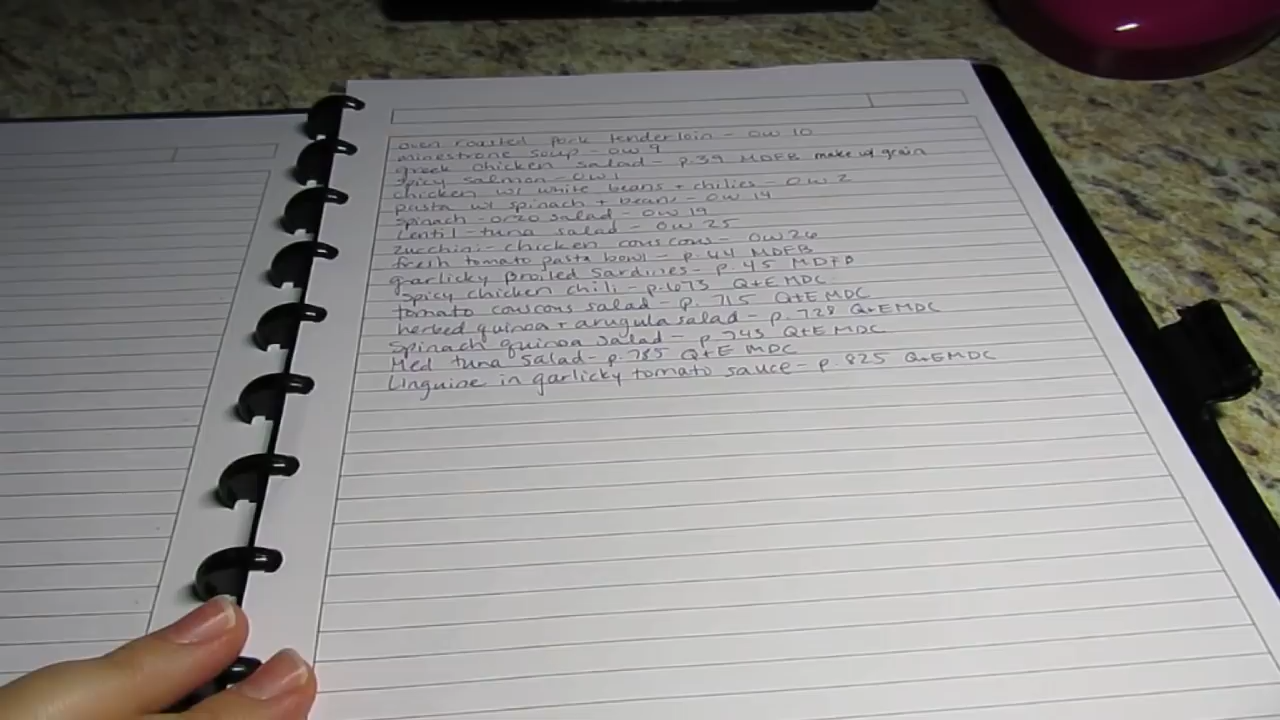 oven roasted pork tenderloin - OW 10
minestrone soup - OW 9
greek chicken salad - p.39 MDFB make w/ grain
spicy salmon - OW 1
chicken w/ white beans + chilies - OW 2
pasta w/ spinach + beans - OW 14
spinach - orzo salad - OW 19
Lentil - tuna salad - OW 25
zucchini - chicken couscous - OW 26
fresh tomato pasta bowl - p.44 MDFB
garlicky Broiled Sardines - p.45 MDFB
spicy chicken chili - p.673 Q+E MDC
tomato couscous salad - p. 715 Q+E MDC
herbed quinoa + arugula salad - p.728 Q+EMDC
Spinach quinoa salad - p 743 Q+E MDC
Med tuna salad - p.785 Q+E MDC
Linguine in garlicky tomato sauce - p.825 Q+EMDC